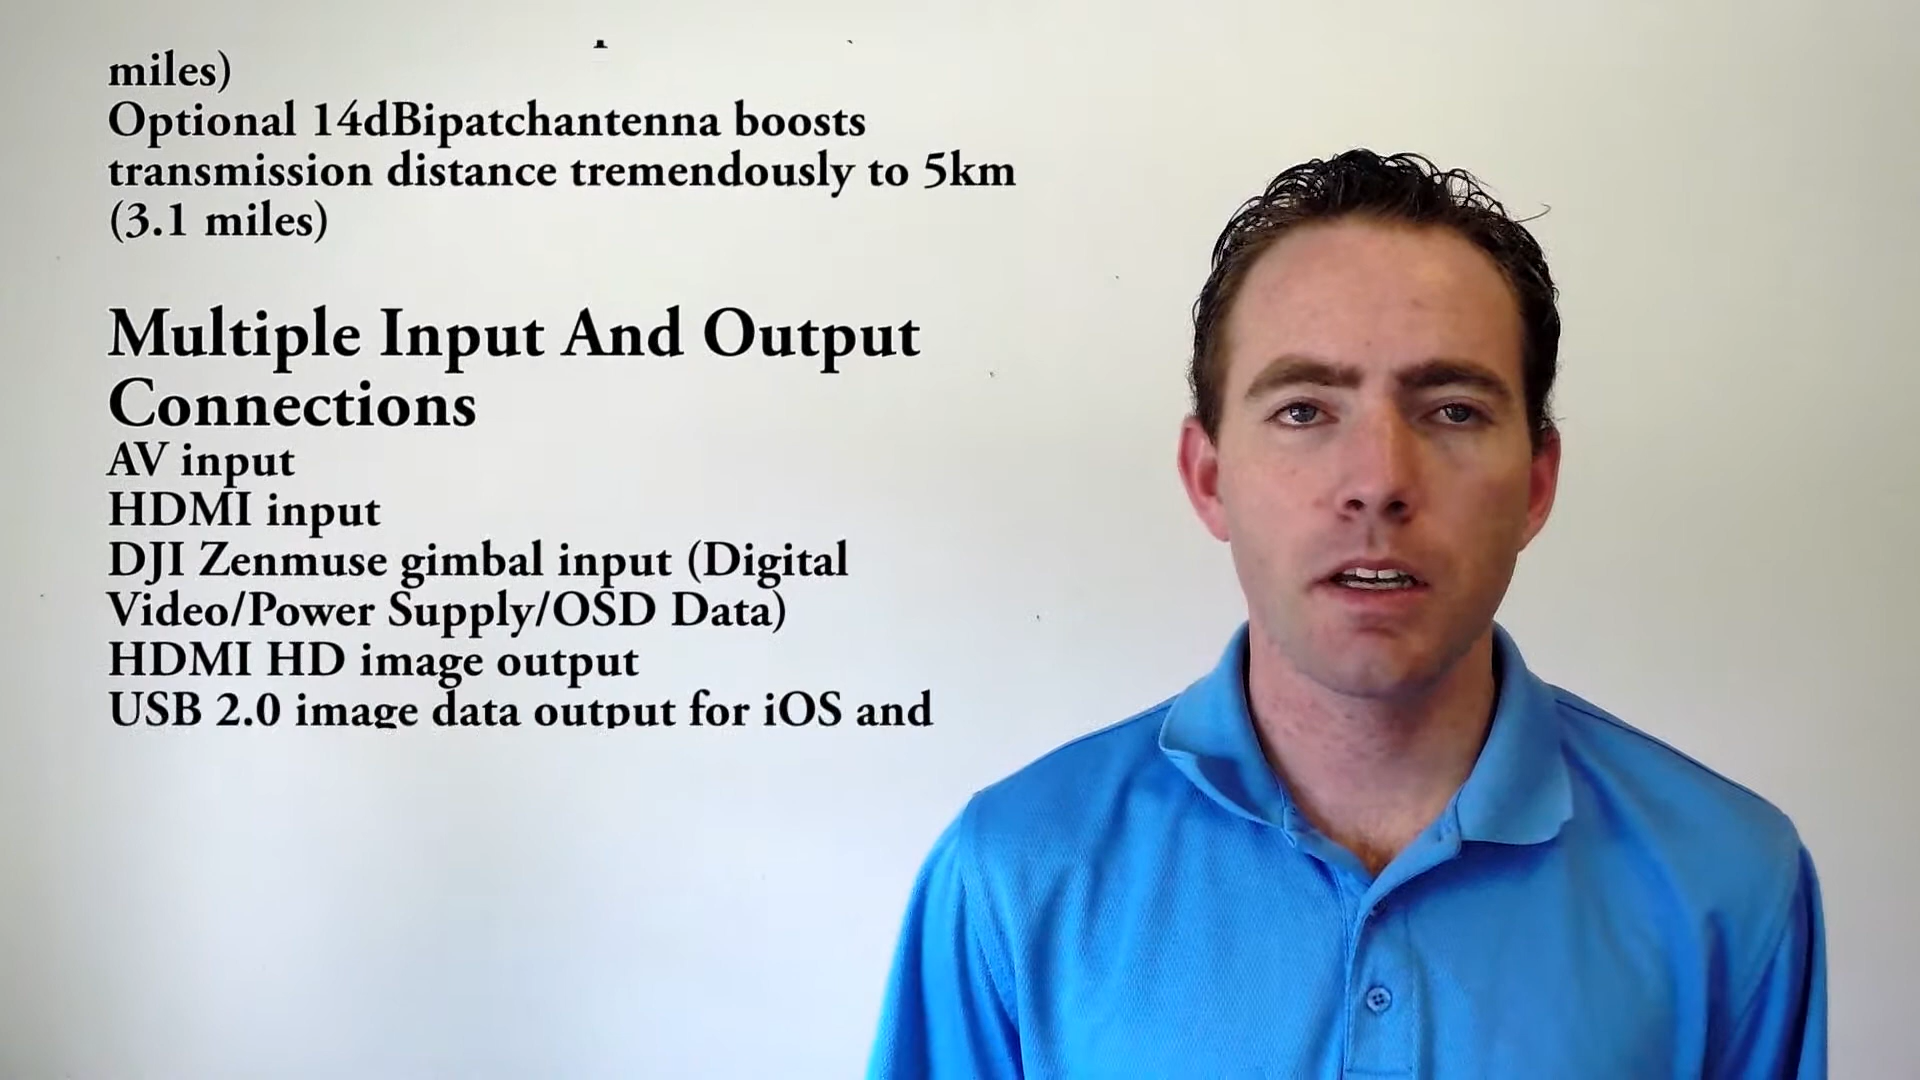 miles)
Optional 14dBipatchantenna boosts
transmission distance tremendously to 5km
(3.1 miles)
Multiple Input And Output
Connections
AV input
HDMI input
DJI Zenmuse gimbal input (Digital
Video/Power Supply/OSD Data)
HDMI HD image output
USB 2.0 image data output for iOS and